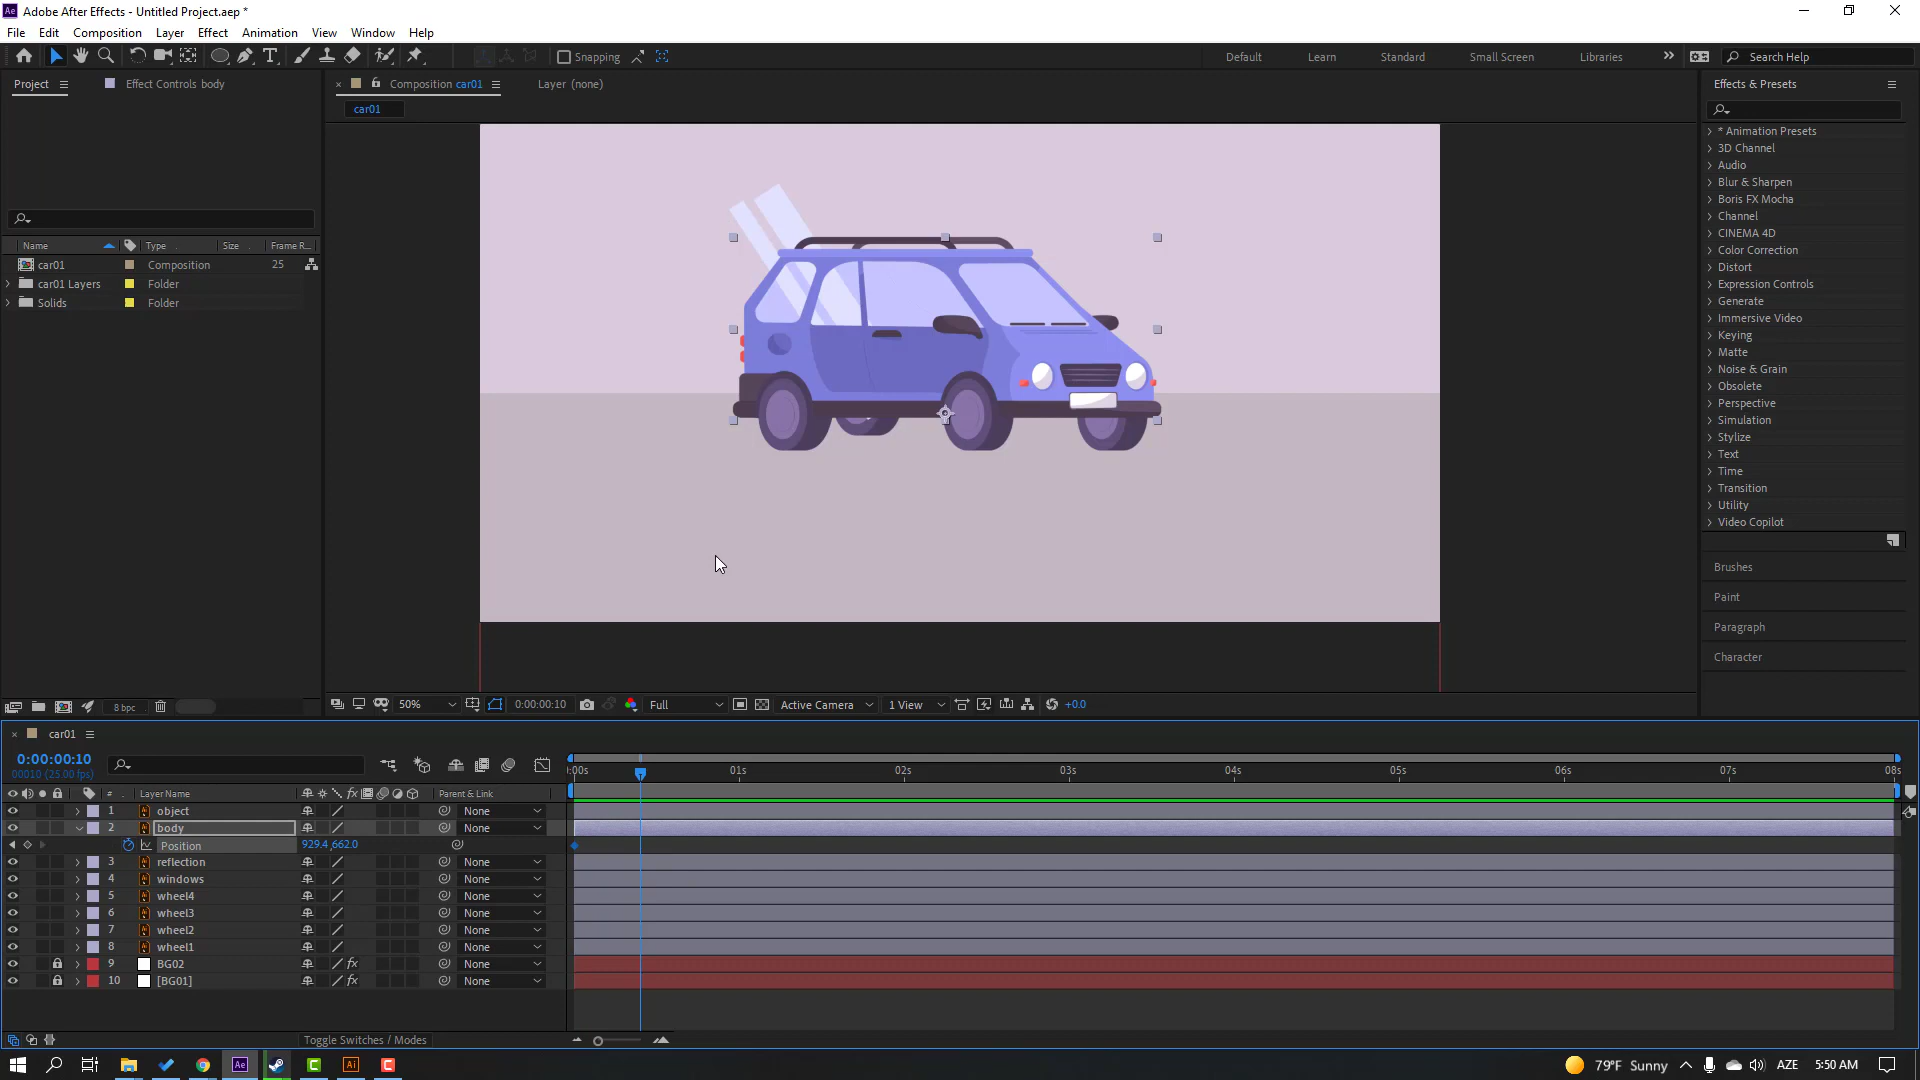 Adobe After Effects - Untitled Project.aep *
File Edit Composition Layer Effect Animation View Window Help
Snapping Default Learn Standard Small Screen Libraries Search Help
Project Effect Controls body Composition car01 Layer (none) Effects & Presets
car01
* Animation Presets
3D Channel
Audio
Blur & Sharpen
Boris FX Mocha
Channel
CINEMA 4D
Color Correction
Distort
Expression Controls
Generate
Immersive Video
Keying
Matte
Noise & Grain
Obsolete
Perspective
Simulation
Stylize
Text
Time
Transition
Utility
Video Copilot
Brushes
Paint
Paragraph
Character
Name Type Size Frame R...
car01 Composition 25
car01 Layers Folder
Solids Folder
8 bpc 50% 0:00:00:10 Full Active Camera 1 View +0.0
car01
0:00:00:10
00010 (25.00 fps)
:00s 01s 02s 03s 04s 05s 06s 07s 08s
# Layer Name Parent & Link
1 object None
2 body None
Position 929.4,662.0
3 reflection None
4 windows None
5 wheel4 None
6 wheel3 None
7 wheel2 None
8 wheel1 None
9 BG02 None
10 [BG01] None
Toggle Switches / Modes
79°F Sunny AZE 5:50 AM